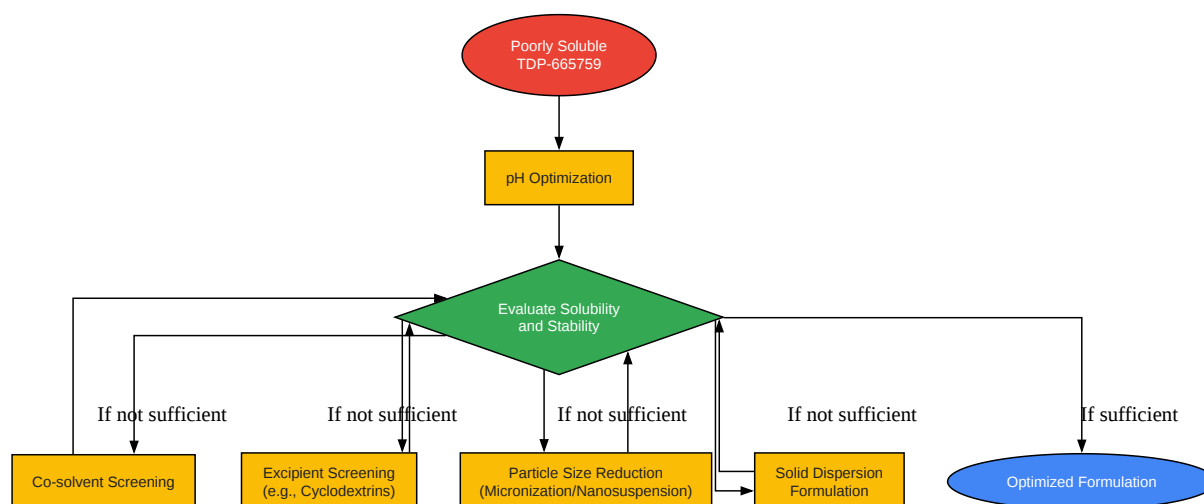 Poorly Soluble
TDP-665759
pH Optimization
Evaluate Solubility
and Stability
If not sufficient
If not sufficient
If not sufficient
If not sufficient
If sufficient
Co-solvent Screening
Excipient Screening
(e.g., Cyclodextrins)
Particle Size Reduction
(Micronization/Nanosuspension)
Solid Dispersion
Formulation
Optimized Formulation